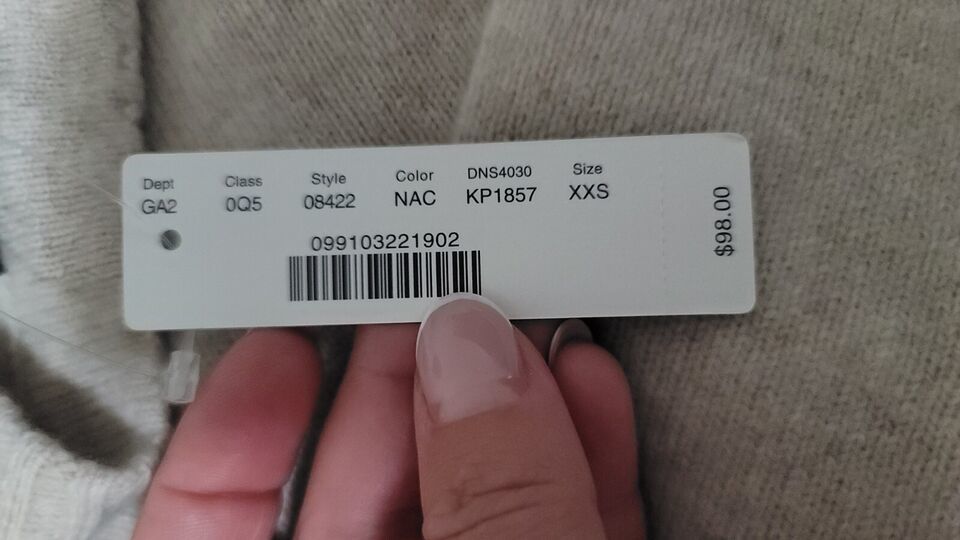 Dept Class Style Color DNS4030 Size
GA2 0Q5 08422 NAC KP1857 XXS
099103221902
$98.00